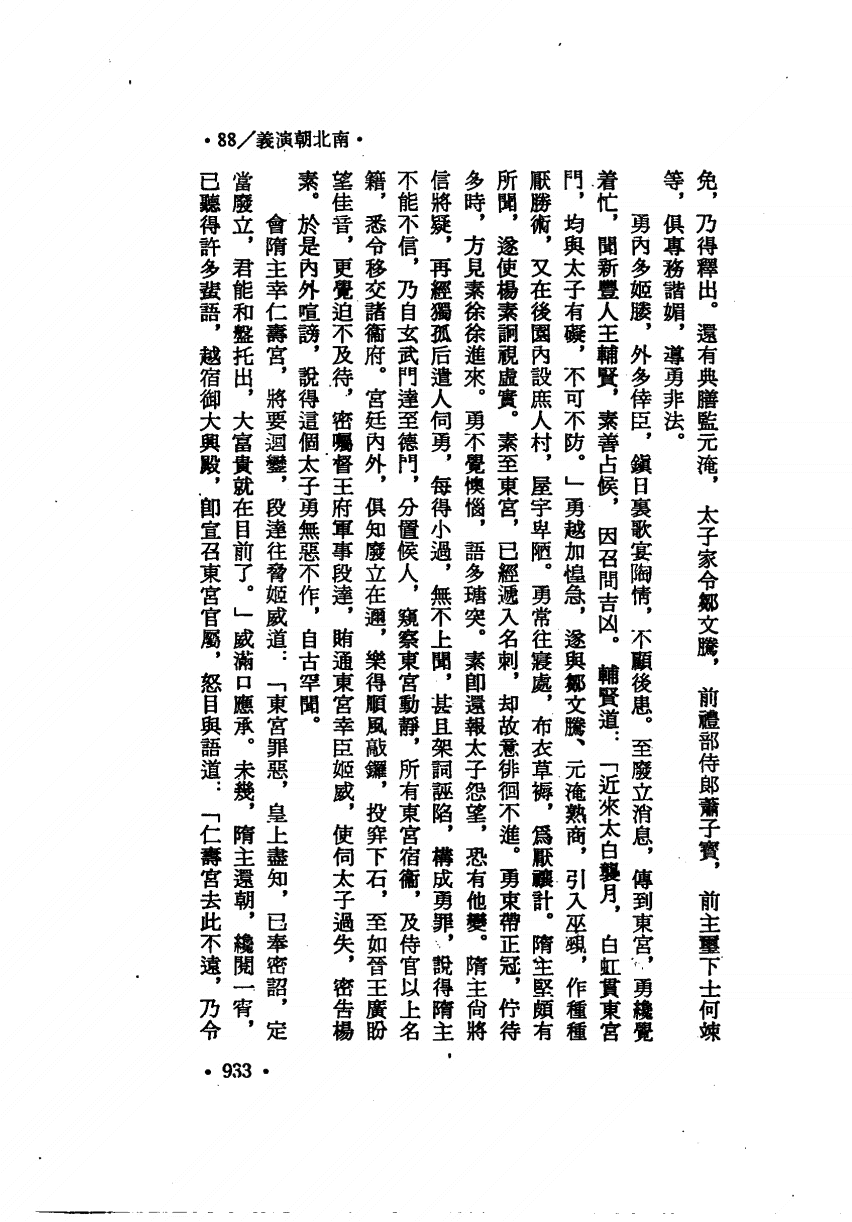 •88／義演朝北南•
免，乃得釋出。還有典膳監元淹，太子家令鄒文騰，前禮部侍郎蕭子寶，前主璽下士何竦
等，俱專務諧媚，導勇非法。
勇內多姬媵，外多倖臣，鎭日裏歌宴陶情，不顧後患。至廢立消息，傳到東宮，勇纔覺
着忙，聞新豐人王輔賢，素善占候，因召問吉凶。輔賢道：「近來太白襲月，白虹貫東宮
門，均與太子有礙，不可不防。」勇越加惶急，遂與鄒文騰、元淹熟商，引入巫覡，作種種
厭勝術，又在後園內設庶人村，屋宇卑陋。勇常往寢處，布衣草褥，爲厭禳計。隋主堅頗有
所聞，遂使楊素詗視虛實。素至東宮，已經遞入名刺，却故意徘徊不進。勇束帶正冠，佇待
多時，方見素徐徐進來。勇不覺懊惱，語多瑭突。素卽還報太子怨望，恐有他變。隋主尙將
信將疑，再經獨孤后遣人伺勇，每得小過，無不上聞，甚且架詞誣陷，構成勇罪，說得隋主
不能不信，乃自玄武門達至德門，分置候人，窺察東宮動靜，所有東宮宿衞，及侍官以上名
籍，悉令移交諸衞府。宮廷內外，俱知廢立在邇，樂得順風敲鑼，投穽下石，至如晉王廣盼
望佳音，更覺迫不及待，密囑督王府軍事段達，賄通東宮幸臣姬威，使伺太子過失，密告楊
素。於是內外喧謗，說得這個太子勇無惡不作，自古罕聞。
會隋主幸仁壽宮，將要迴鑾，段達往脅姬威道：「東宮罪惡，皇上盡知，已奉密詔，定
當廢立，君能和盤托出，大富貴就在目前了。」威滿口應承。未幾，隋主還朝，纔閱一宵，
已聽得許多蜚語，越宿御大興殿，卽宣召東宮官屬，怒目與語道：「仁壽宮去此不遠，乃令
•933•